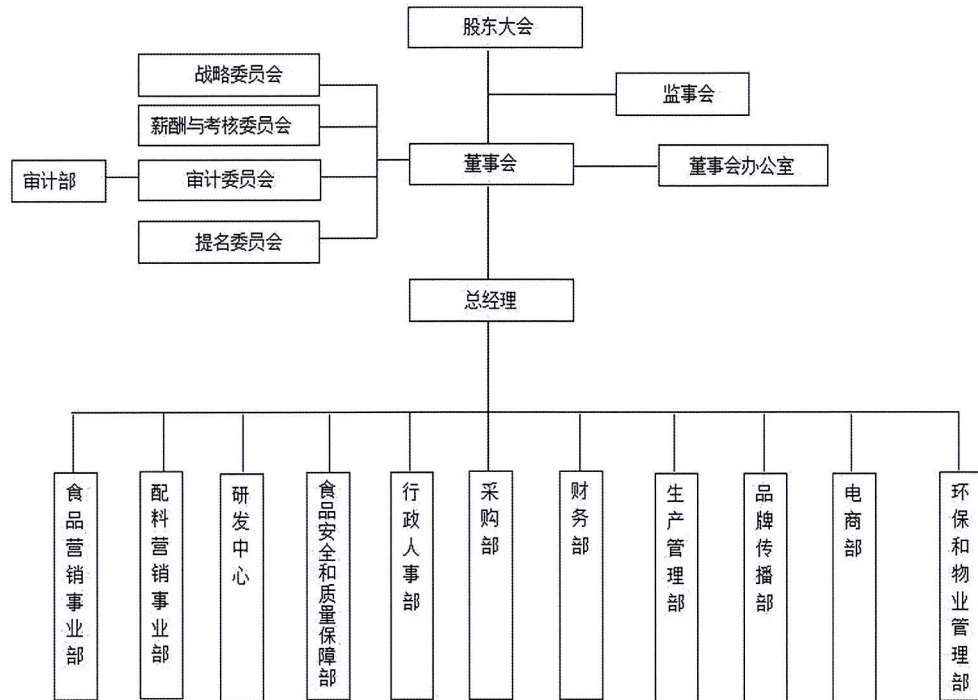 股东大会
战略委员会
监事会
薪酬与考核委员会
董事会
董事会办公室
审计部
审计委员会
提名委员会
总经理
食品营销事业部
配料营销事业部
研发中心
食品安全和质量保障部
行政人事部
采购部
财务部
生产管理部
品牌传播部
电商部
环保和物业管理部